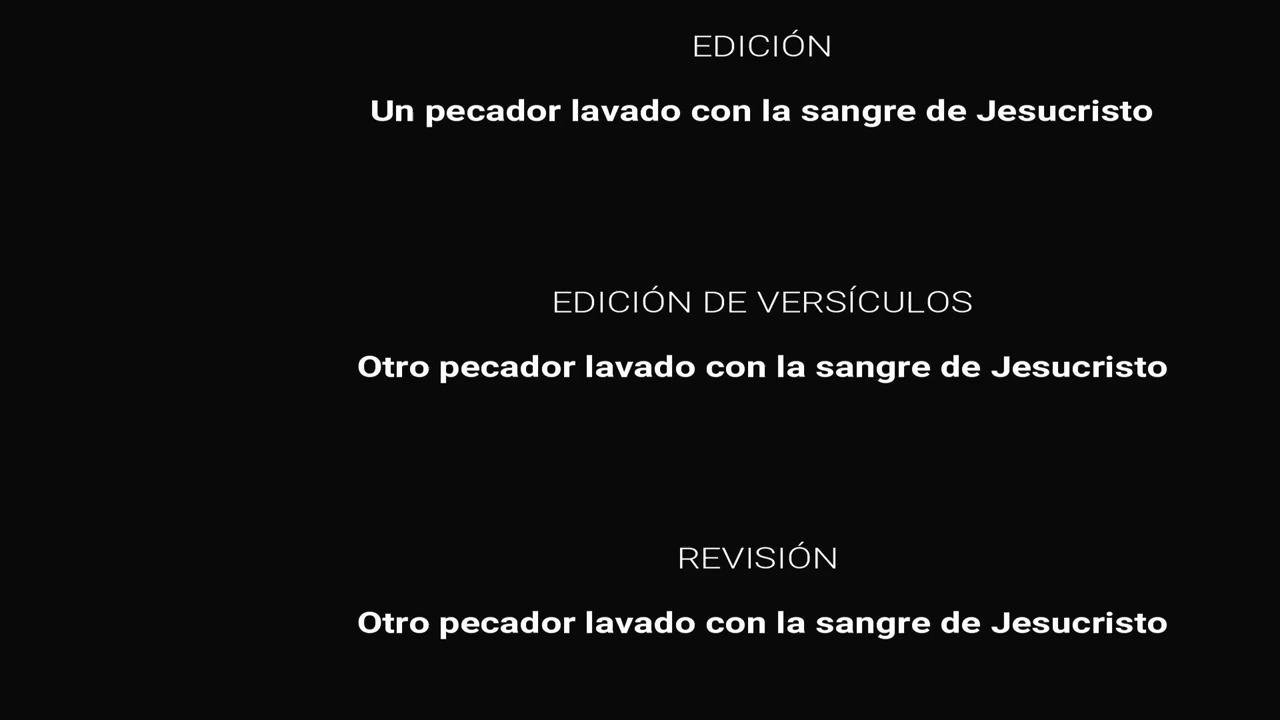 EDICIÓN
Un pecador lavado con la sangre de Jesucristo
EDICIÓN DE VERSÍCULOS
Otro pecador lavado con la sangre de Jesucristo
REVISIÓN
Otro pecador lavado con la sangre de Jesucristo